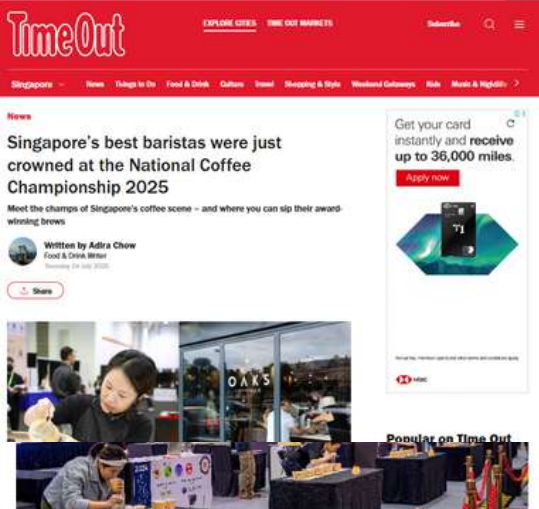 Time Out
EXPLORE CITIES TIME OUT MARKETS Subscribe
Singapore News Things to Do Food & Drink Culture Travel Shopping & Style Weekend Getaways Kids Music & Nightlife
News
Singapore's best baristas were just
crowned at the National Coffee
Championship 2025
Meet the champs of Singapore's coffee scene – and where you can sip their award-
winning brews
Written by Adira Chow
Food & Drink Writer
Share
Get your card
instantly and receive
up to 36,000 miles.
Apply now
HSBC
OAKS
Popular on Time Out